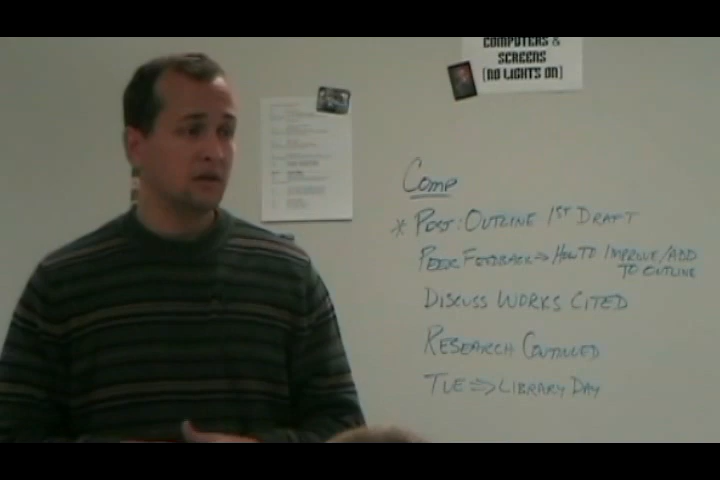 COMPUTERS &
SCREENS
(NO LIGHTS ON)
COMP
* POST: OUTLINE 1ST DRAFT
PEER FEEDBACK => HOW TO IMPROVE/ADD
TO OUTLINE
DISCUSS WORKS CITED
RESEARCH CONTINUED
TUE => LIBRARY DAY